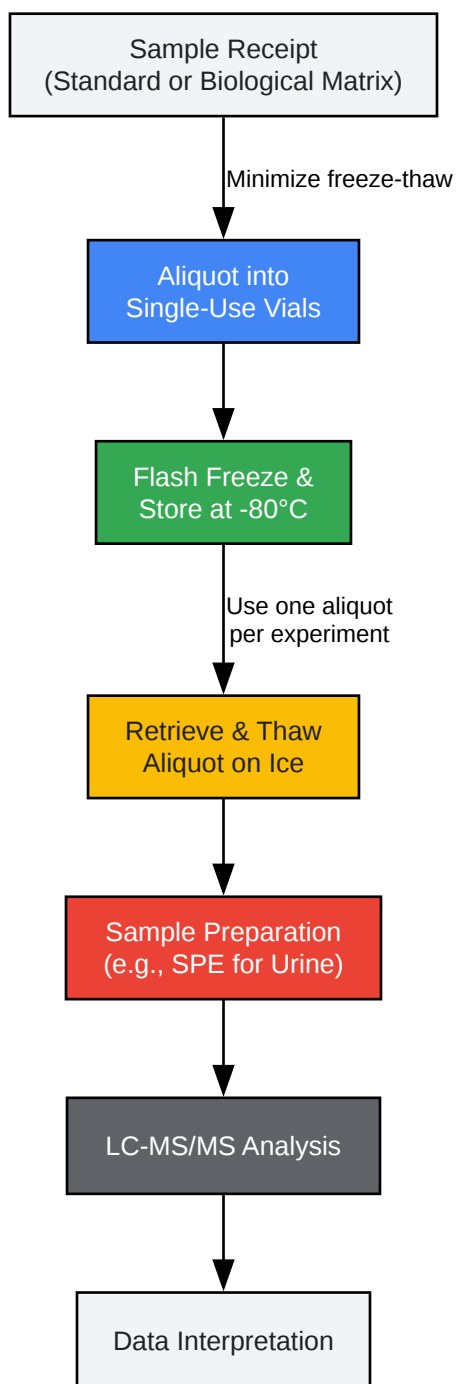 Sample Receipt
(Standard or Biological Matrix)
Minimize freeze-thaw
Aliquot into
Single-Use Vials
Flash Freeze &
Store at -80°C
Use one aliquot
per experiment
Retrieve & Thaw
Aliquot on Ice
Sample Preparation
(e.g., SPE for Urine)
LC-MS/MS Analysis
Data Interpretation